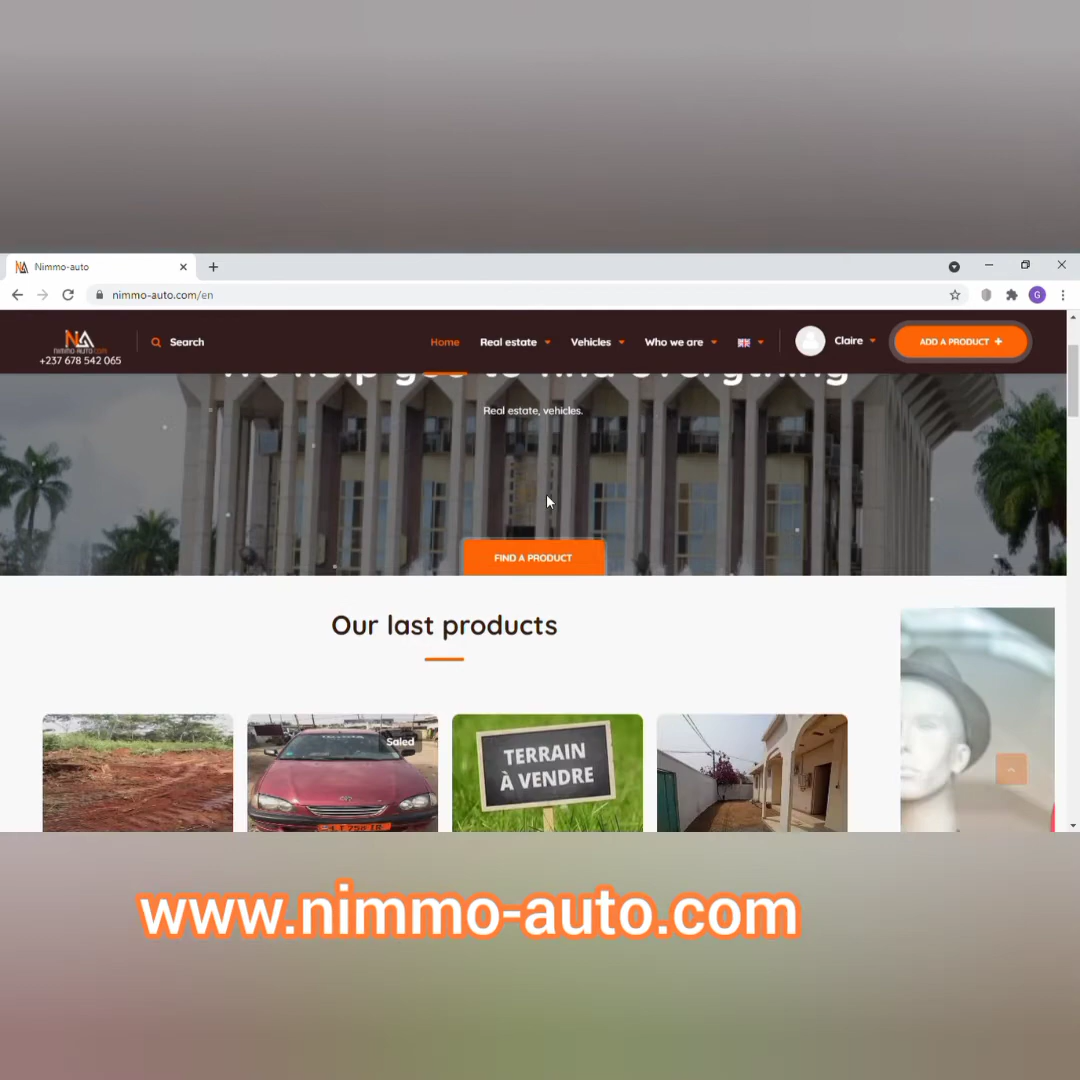 Nimmo-auto
nimmo-auto.com/en
G
NIMMO-AUTO.COM
+237 678 542 065
Search
Home
Real estate
Vehicles
Who we are
Claire
ADD A PRODUCT +
Real estate, vehicles.
FIND A PRODUCT
Our last products
Saled
TOYOTA
TERRAIN
À VENDRE
www.nimmo-auto.com